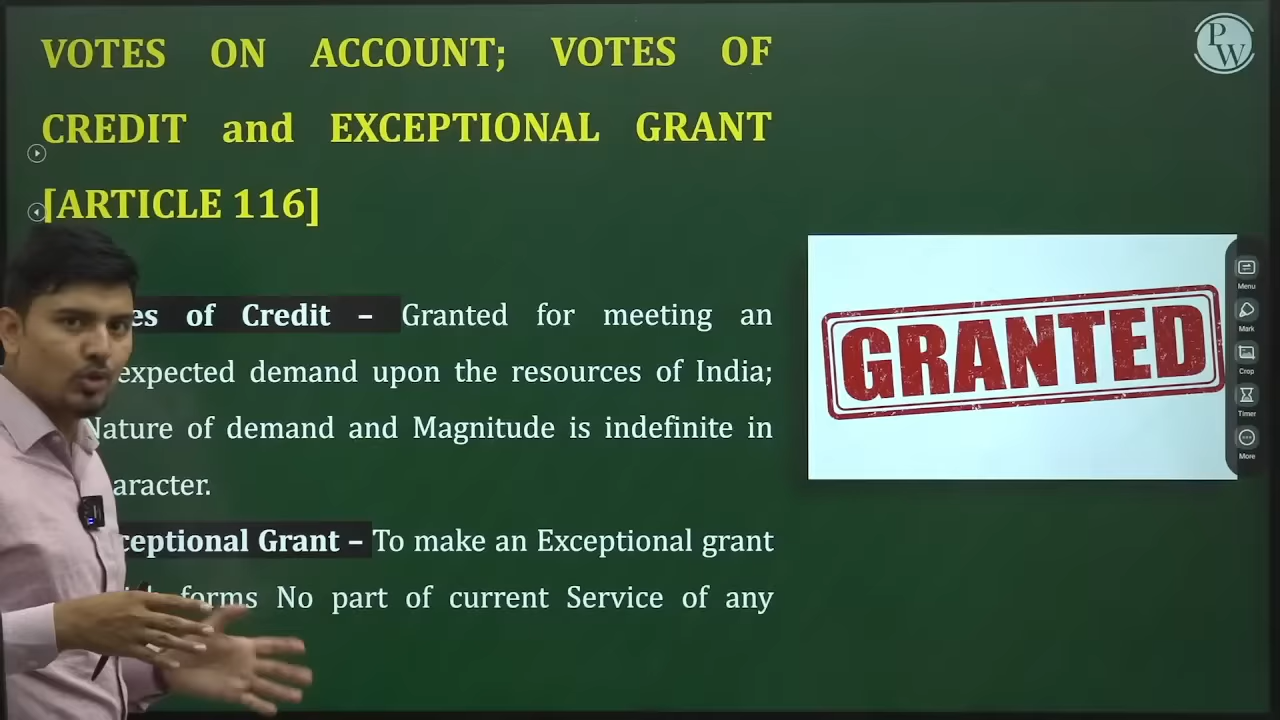 VOTES ON ACCOUNT; VOTES OF
CREDIT and EXCEPTIONAL GRANT
[ARTICLE 116]
PW
es of Credit – Granted for meeting an
expected demand upon the resources of India;
Nature of demand and Magnitude is indefinite in
aracter.
ceptional Grant – To make an Exceptional grant
forms No part of current Service of any
GRANTED
Menu
Mark
Crop
Timer
More